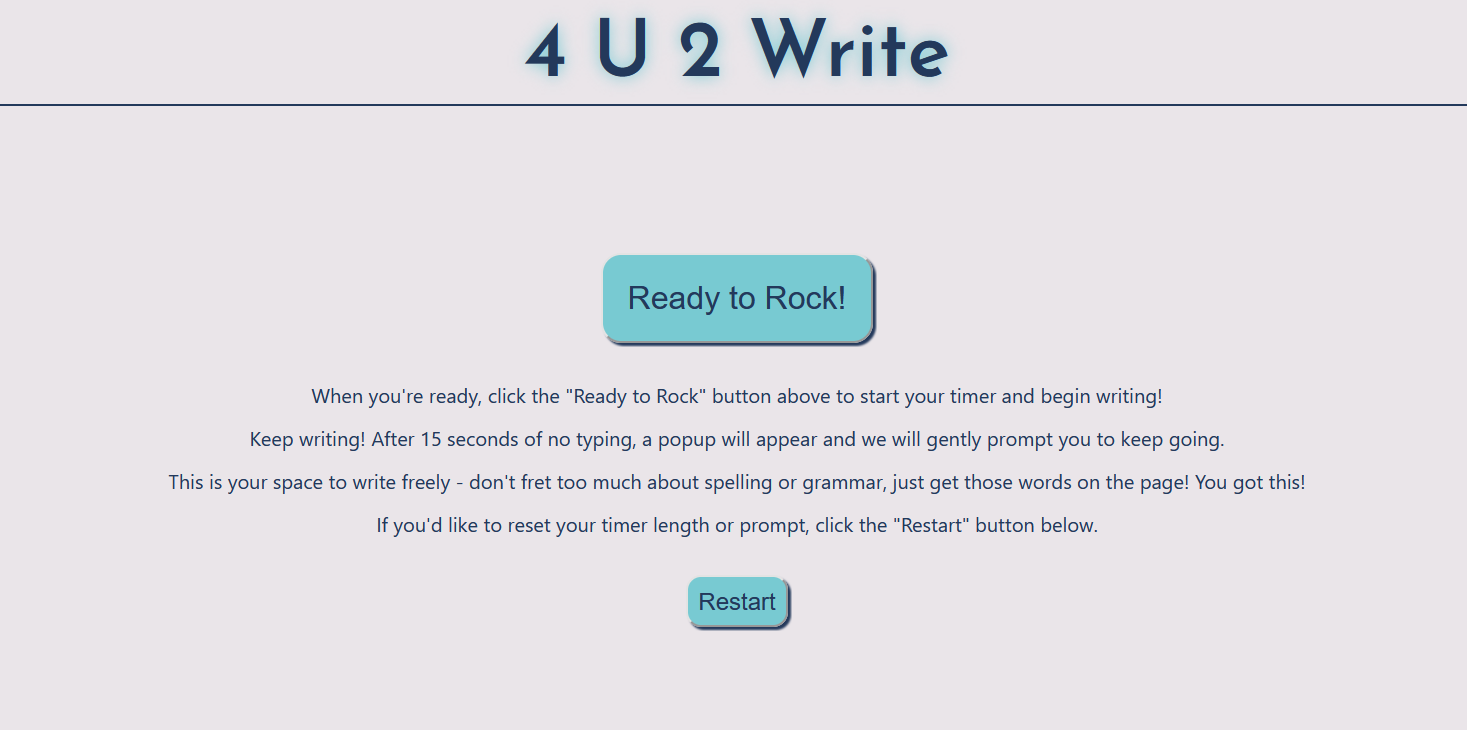 4 U 2 Write
Ready to Rock!
When you're ready, click the "Ready to Rock" button above to start your timer and begin writing!
Keep writing! After 15 seconds of no typing, a popup will appear and we will gently prompt you to keep going.
This is your space to write freely - don't fret too much about spelling or grammar, just get those words on the page! You got this!
If you'd like to reset your timer length or prompt, click the "Restart" button below.
Restart